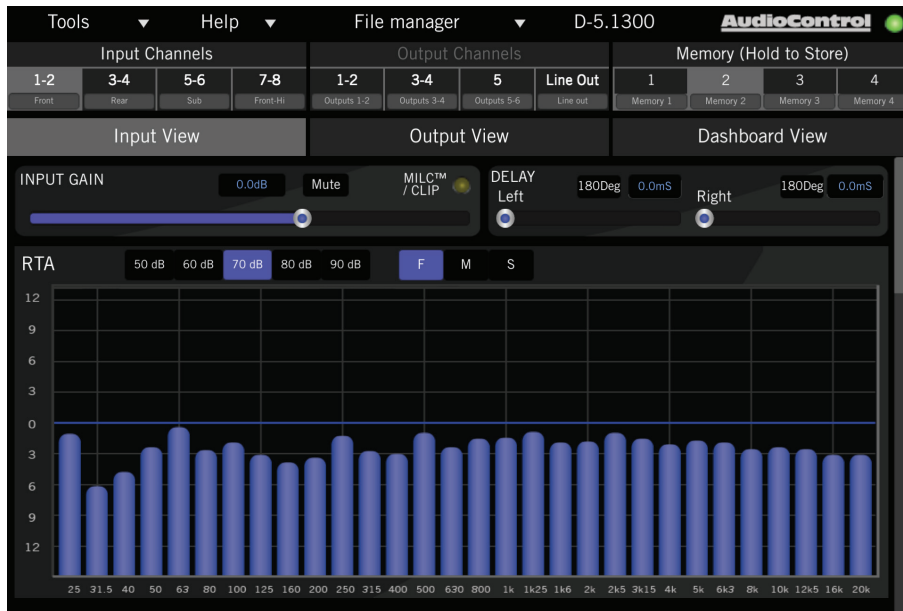 Tools ▼ Help ▼ File manager ▼ D-5.1300 AudioControl
Input Channels Output Channels Memory (Hold to Store)
1-2 3-4 5-6 7-8 1-2 3-4 5 Line Out 1 2 3 4
Front Rear Sub Front-Hi Outputs 1-2 Outputs 3-4 Outputs 5-6 Line out Memory 1 Memory 2 Memory 3 Memory 4
Input View Output View Dashboard View
INPUT GAIN 0.0dB Mute MILC™ / CLIP
DELAY
Left 180Deg 0.0mS Right 180Deg 0.0mS
RTA 50 dB 60 dB 70 dB 80 dB 90 dB F M S
12
9
6
3
0
3
6
9
12
25 31.5 40 50 63 80 100 125 160 200 250 315 400 500 630 800 1k 1k25 1k6 2k 2k5 3k15 4k 5k 6k3 8k 10k 12k5 16k 20k